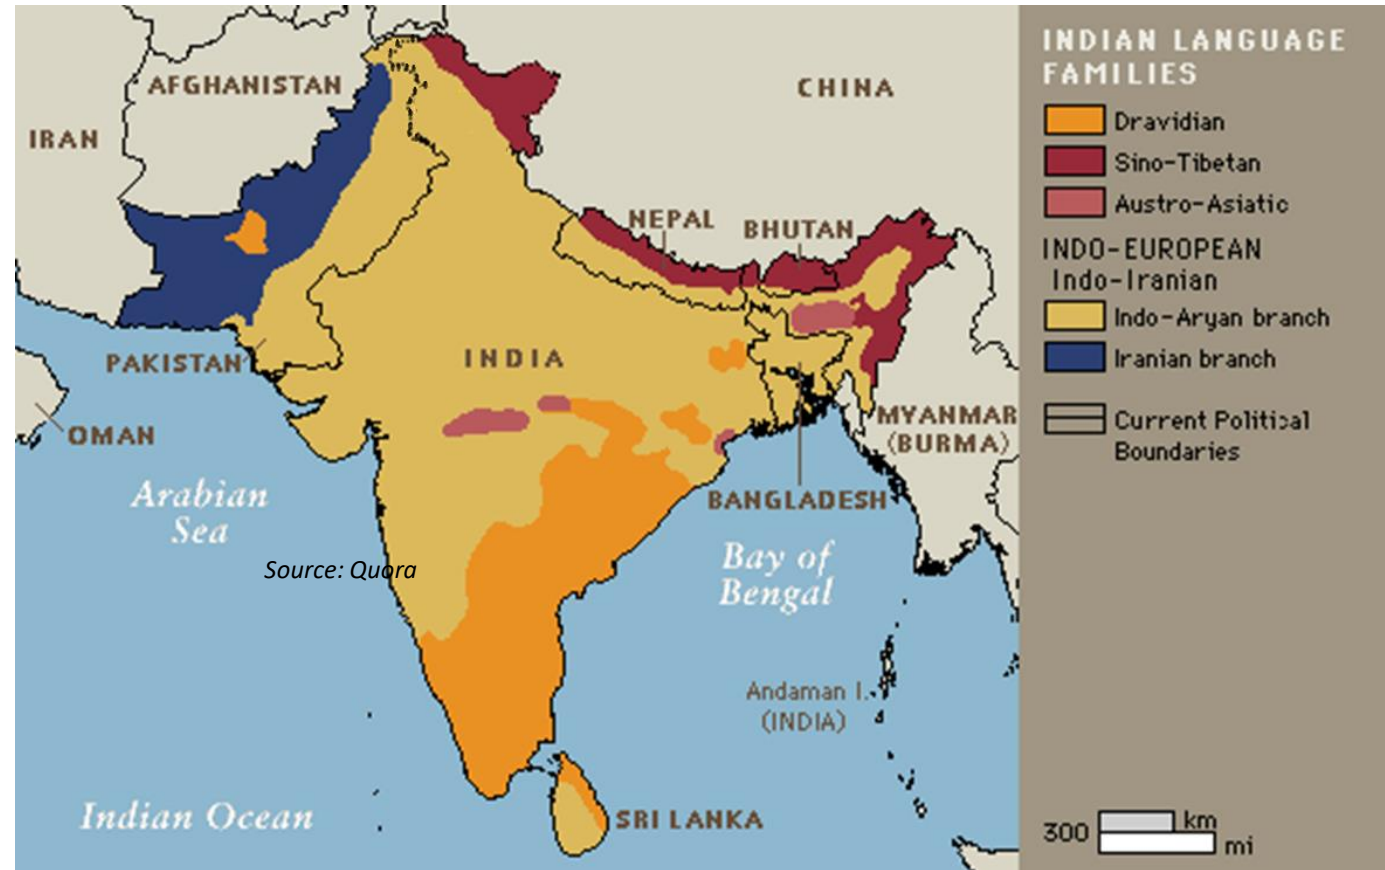 AFGHANISTAN
CHINA
IRAN
NEPAL
BHUTAN
PAKISTAN
INDIA
OMAN
MYANMAR
(BURMA)
BANGLADESH
Arabian
Sea
Source: Quora
Bay of
Bengal
Andaman I.
(INDIA)
Indian Ocean
SRI LANKA
INDIAN LANGUAGE
FAMILIES
Dravidian
Sino-Tibetan
Austro-Asiatic
INDO-EUROPEAN
Indo-Iranian
Indo-Aryan branch
Iranian branch
Current Political
Boundaries
300 km
mi